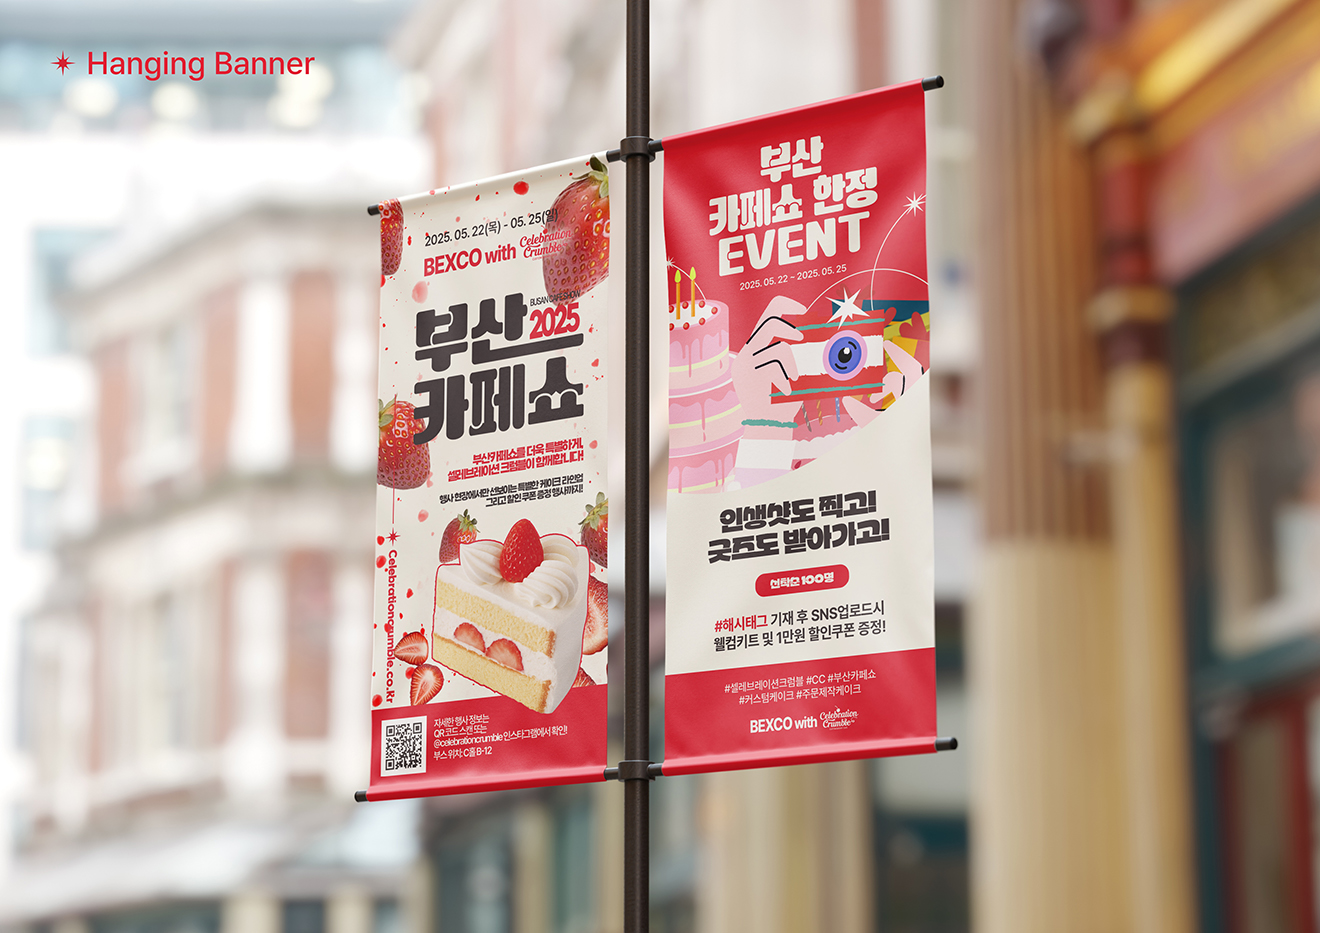 Hanging Banner
2025. 05. 22(목) - 05. 25(일)
BEXCO with Celebration Crumble
BUSAN CAFE SHOW
부산 2025
카페쇼
부산카페쇼를 더욱 특별하게,
셀레브레이션 크럼블이 함께합니다!
행사 현장에서만 선보이는 특별한 케이크 라인업
그리고 할인 쿠폰 증정 행사까지!
Celebrationcrumble.co.kr
자세한 행사 정보는
QR코드 스캔 또는
@celebrationcrumble 인스타그램에서 확인!
부스 위치: C홀 B-12
부산
카페쇼 한정
EVENT
2025. 05. 22 ~ 2025. 05. 25
인생샷도 찍고!
굿즈도 받아가고!
선착순 100명
#해시태그 기재 후 SNS업로드시
웰컴키트 및 1만원 할인쿠폰 증정!
#셀레브레이션크럼블 #CC #부산카페쇼
#커스텀케이크 #주문제작케이크
BEXCO with Celebration Crumble™